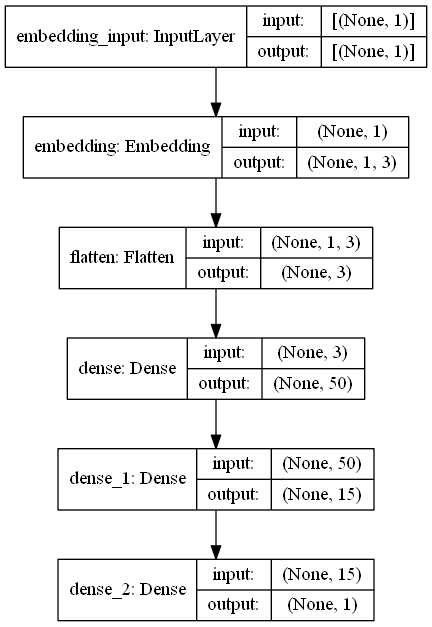 embedding_input: InputLayer
input: [(None, 1)]
output: [(None, 1)]
embedding: Embedding
input: (None, 1)
output: (None, 1, 3)
flatten: Flatten
input: (None, 1, 3)
output: (None, 3)
dense: Dense
input: (None, 3)
output: (None, 50)
dense_1: Dense
input: (None, 50)
output: (None, 15)
dense_2: Dense
input: (None, 15)
output: (None, 1)